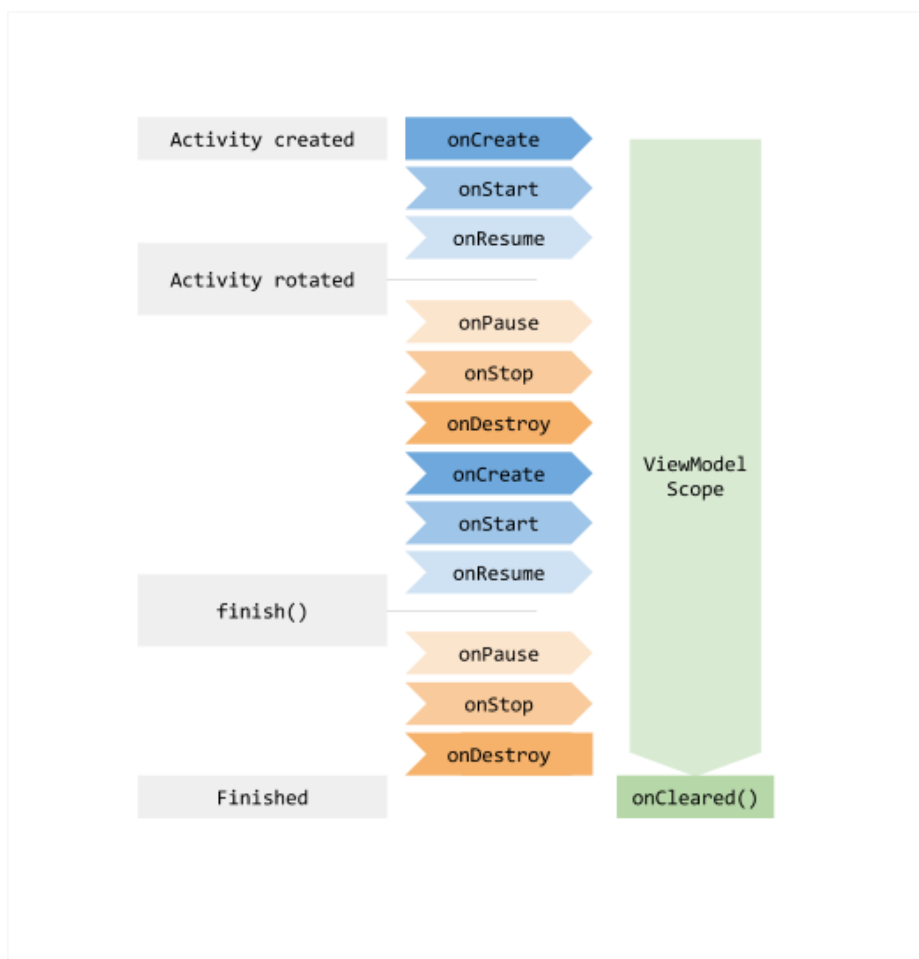 Activity created
onCreate
onStart
onResume
Activity rotated
onPause
onStop
onDestroy
onCreate
ViewModel
Scope
onStart
onResume
finish()
onPause
onStop
onDestroy
Finished
onCleared()